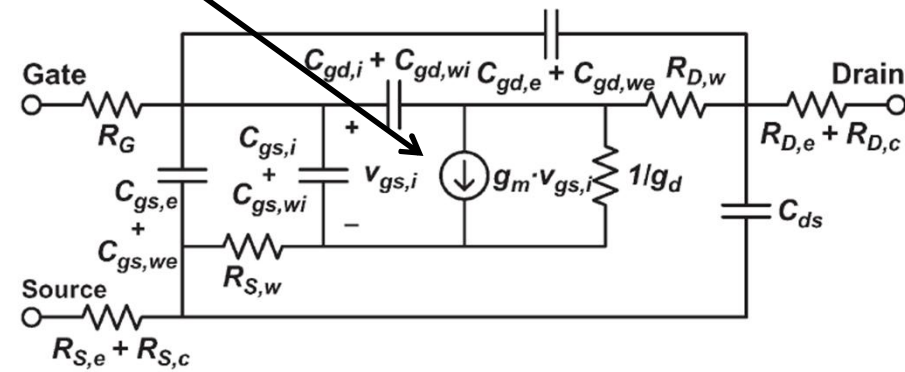 C_gd,i + C_gd,wi C_gd,e + C_gd,we R_D,w
Gate
Drain
R_G
R_D,e + R_D,c
C_gs,i
+
C_gs,wi
+
v_gs,i
–
g_m·v_gs,i
1/g_d
C_gs,e
+
C_gs,we
C_ds
R_S,w
Source
R_S,e + R_S,c